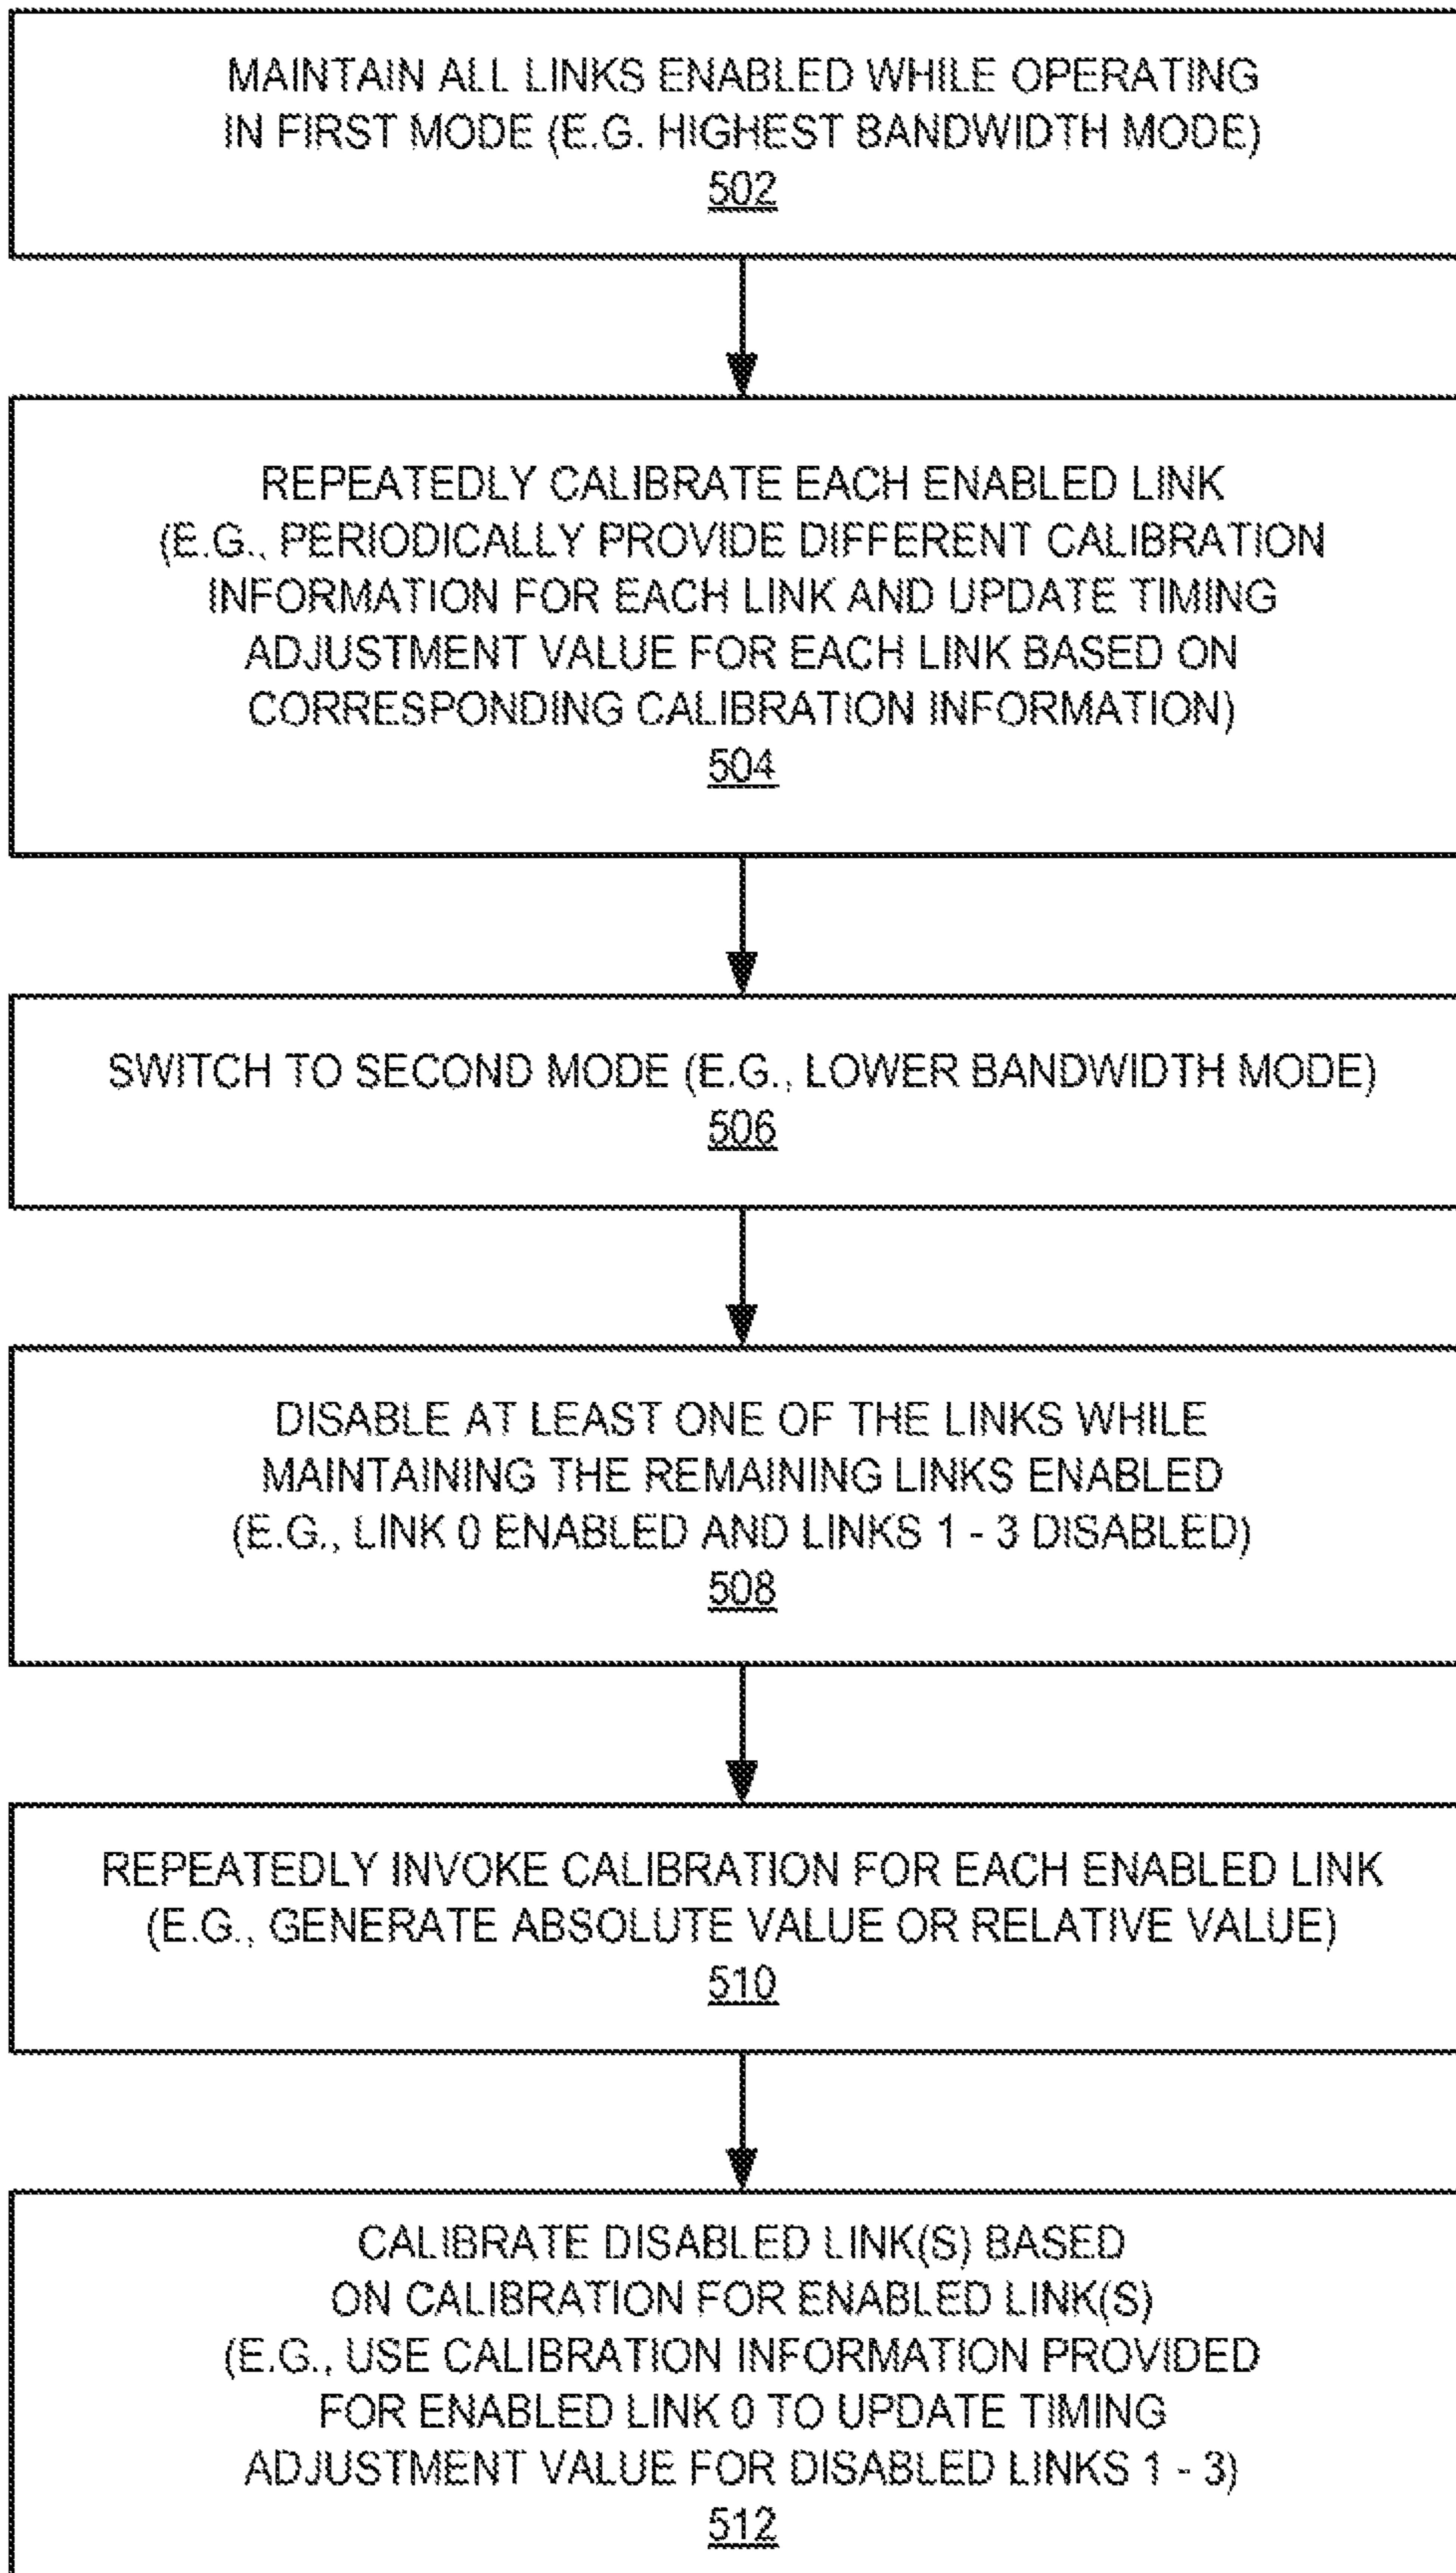 MAINTAIN ALL LINKS ENABLED WHILE OPERATING
IN FIRST MODE (E.G. HIGHEST BANDWIDTH MODE)
502
REPEATEDLY CALIBRATE EACH ENABLED LINK
(E.G., PERIODICALLY PROVIDE DIFFERENT CALIBRATION
INFORMATION FOR EACH LINK AND UPDATE TIMING
ADJUSTMENT VALUE FOR EACH LINK BASED ON
CORRESPONDING CALIBRATION INFORMATION)
504
SWITCH TO SECOND MODE (E.G., LOWER BANDWIDTH MODE)
506
DISABLE AT LEAST ONE OF THE LINKS WHILE
MAINTAINING THE REMAINING LINKS ENABLED
(E.G., LINK 0 ENABLED AND LINKS 1 - 3 DISABLED)
508
REPEATEDLY INVOKE CALIBRATION FOR EACH ENABLED LINK
(E.G., GENERATE ABSOLUTE VALUE OR RELATIVE VALUE)
510
CALIBRATE DISABLED LINK(S) BASED
ON CALIBRATION FOR ENABLED LINK(S)
(E.G., USE CALIBRATION INFORMATION PROVIDED
FOR ENABLED LINK 0 TO UPDATE TIMING
ADJUSTMENT VALUE FOR DISABLED LINKS 1 - 3)
512